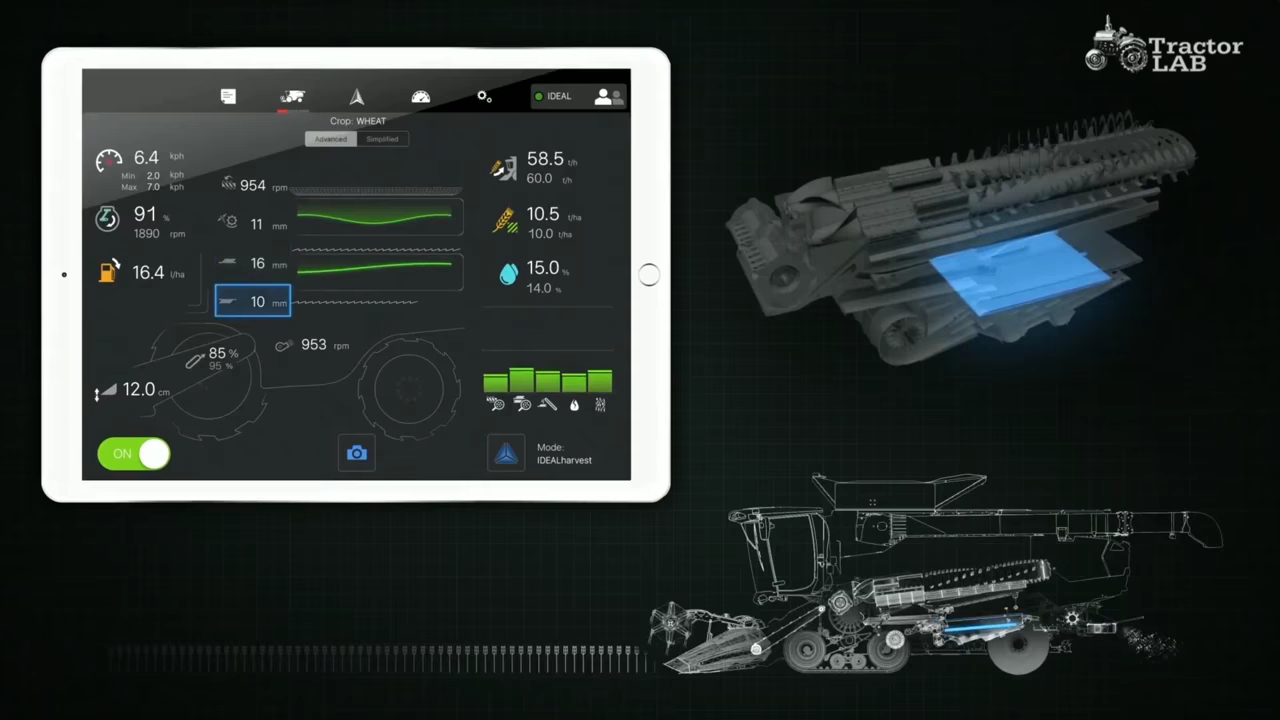 Tractor
LAB
IDEAL
Crop: WHEAT
Advanced Simplified
6.4 kph
Min 2.0 kph
Max 7.0 kph
91 %
1890 rpm
16.4 l/ha
954 rpm
11 mm
16 mm
10 mm
58.5 t/h
60.0 t/h
10.5 t/ha
10.0 t/ha
15.0 %
14.0 %
85 %
95 %
953 rpm
12.0 cm
ON
Mode:
IDEALharvest